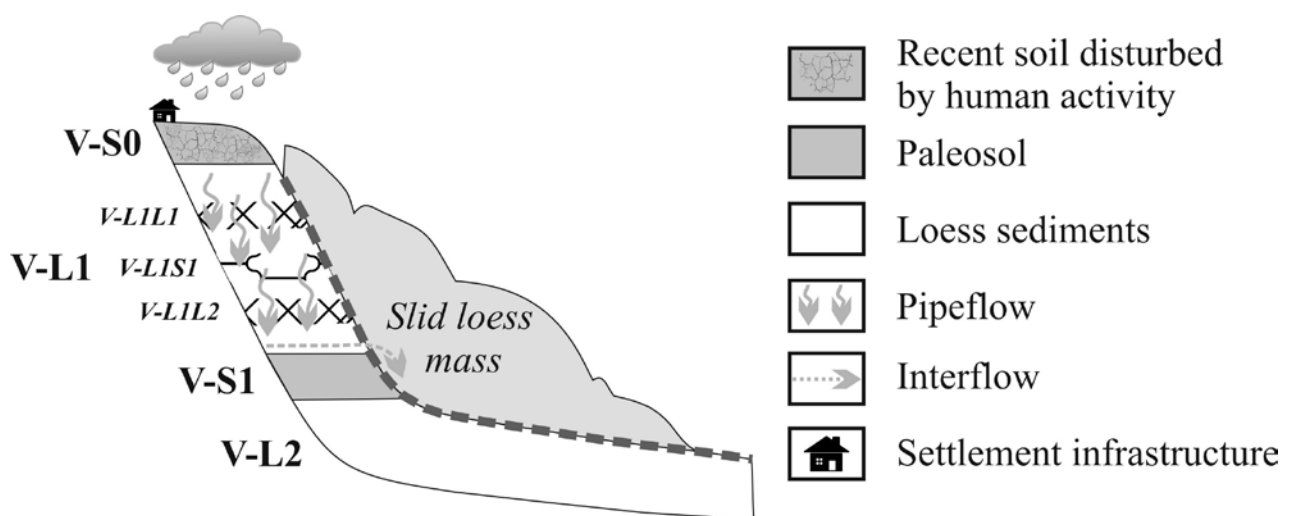 V-S0
V-L1L1
V-L1
V-L1S1
V-L1L2
V-S1
V-L2
Slid loess
mass
Recent soil disturbed
by human activity
Paleosol
Loess sediments
Pipeflow
Interflow
Settlement infrastructure